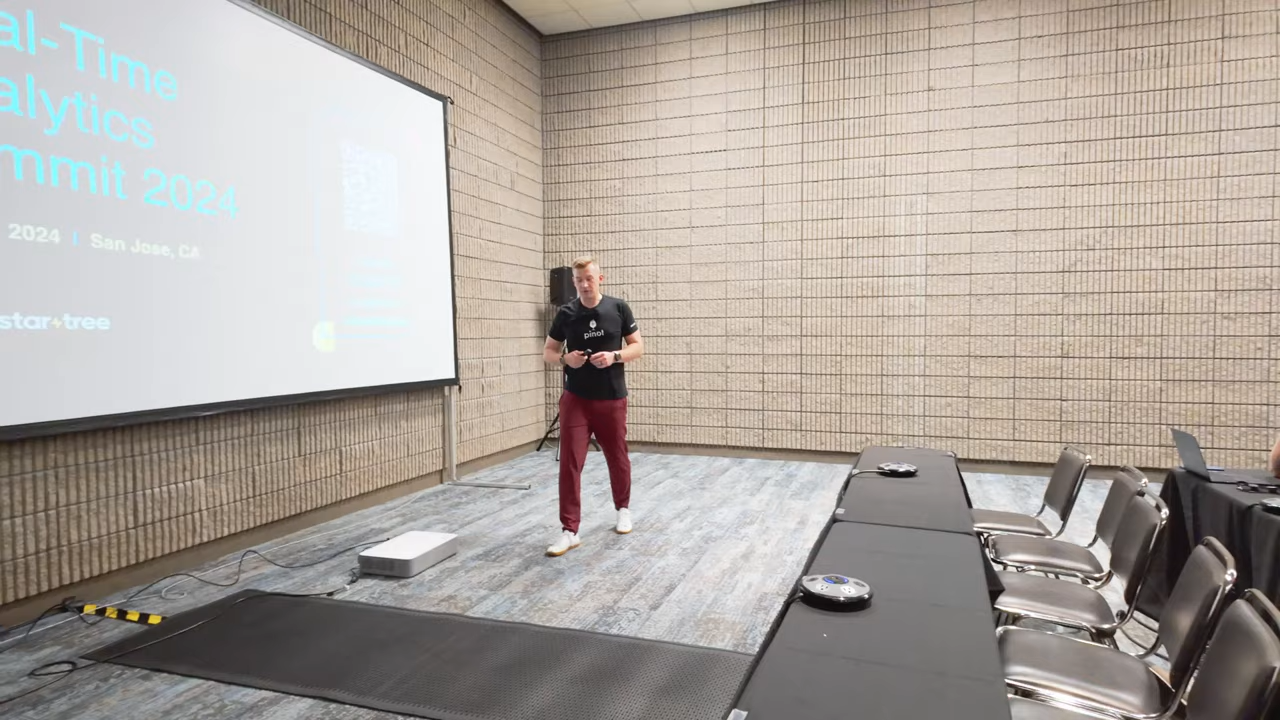 al-Time
alytics
mmit 2024
2024 | San Jose, CA
star+tree
pinot